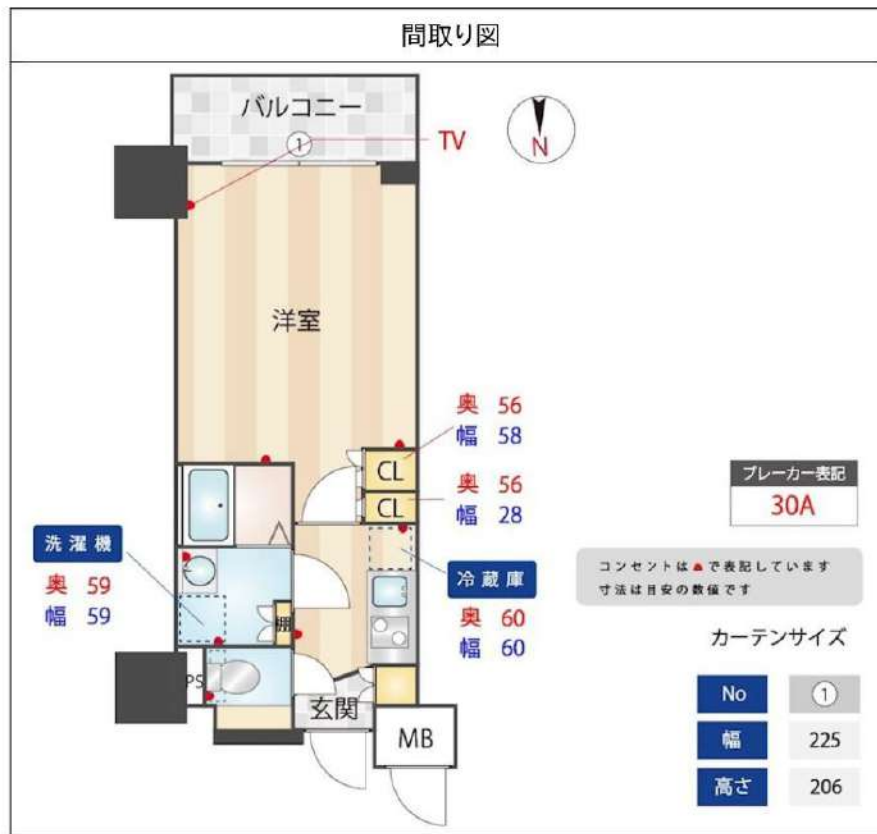 間取り図
バルコニー
①
TV
N
洋室
奥 56
幅 58
CL
奥 56
幅 28
CL
ブレーカー表記
30A
洗濯機
奥 59
幅 59
冷蔵庫
奥 60
幅 60
コンセントは で表記しています
寸法は目安の数値です
棚
カーテンサイズ
PS
玄関
MB
No ①
幅 225
高さ 206